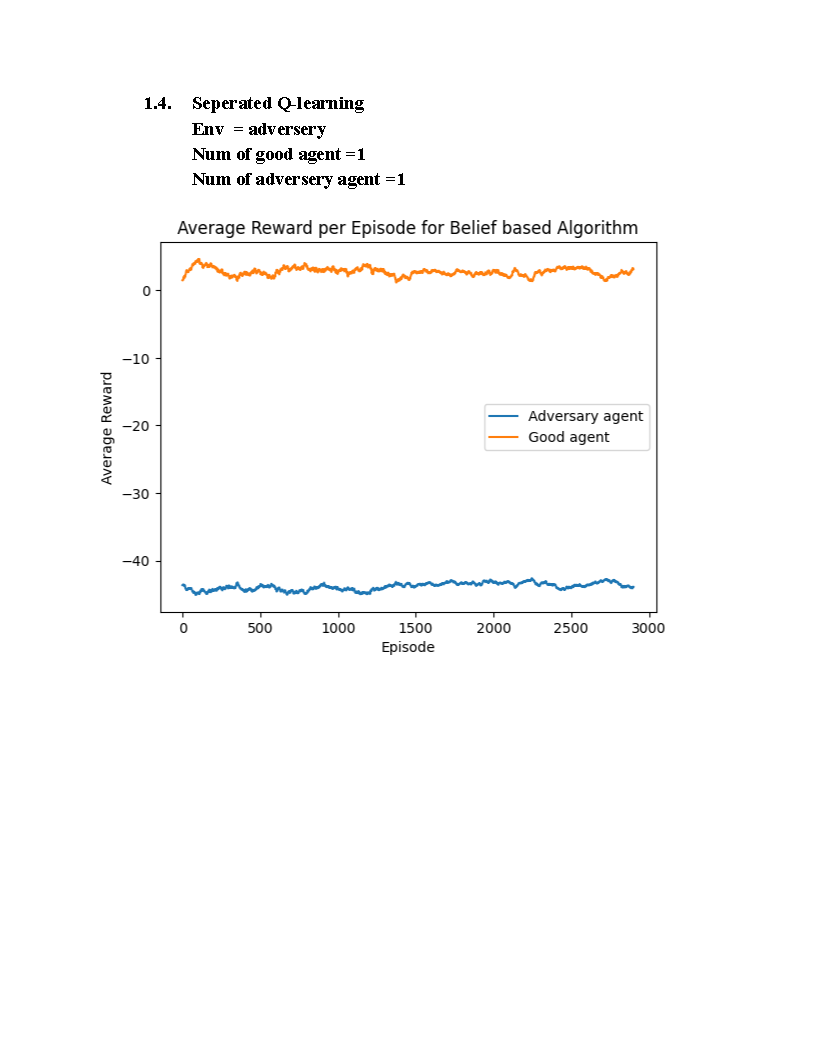 1.4. Seperated Q-learning
Env = adversery
Num of good agent =1
Num of adversery agent =1
Average Reward per Episode for Belief based Algorithm
0
−10
−20
−30
−40
Average Reward
Adversary agent
Good agent
0 500 1000 1500 2000 2500 3000
Episode